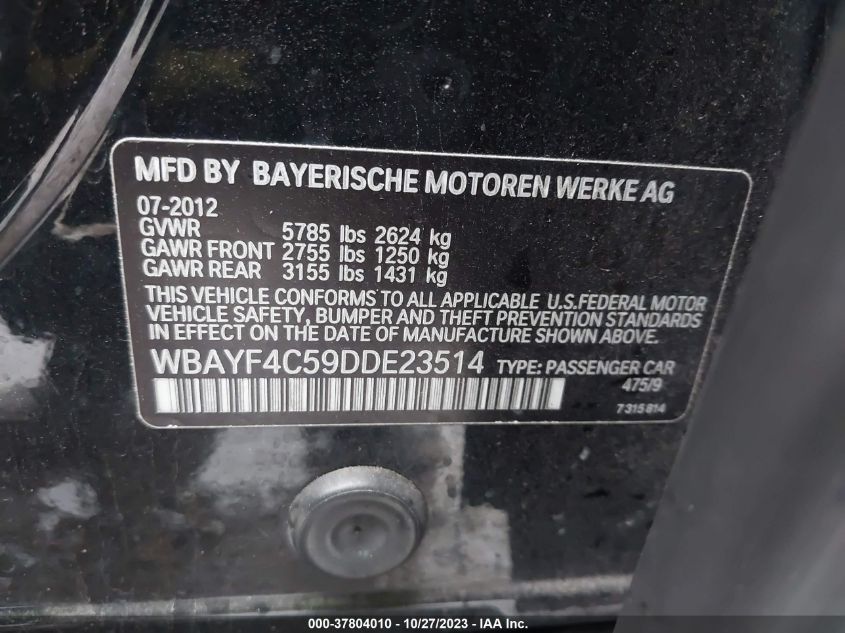 MFD BY BAYERISCHE MOTOREN WERKE AG
07-2012
GVWR 5785 lbs 2624 kg
GAWR FRONT 2755 lbs 1250 kg
GAWR REAR 3155 lbs 1431 kg
THIS VEHICLE CONFORMS TO ALL APPLICABLE U.S.FEDERAL MOTOR
VEHICLE SAFETY, BUMPER AND THEFT PREVENTION STANDARDS
IN EFFECT ON THE DATE OF MANUFACTURE SHOWN ABOVE.
WBAYF4C59DDE23514 TYPE: PASSENGER CAR
475/9
7 315 814
000-37804010 - 10/27/2023 - IAA Inc.